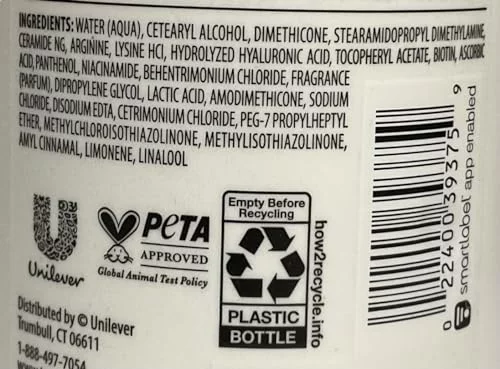 INGREDIENTS: WATER (AQUA), CETEARYL ALCOHOL, DIMETHICONE, STEARAMIDOPROPYL DIMETHYLAMINE,
CERAMIDE NG, ARGININE, LYSINE HCl, HYDROLYZED HYALURONIC ACID, TOCOPHERYL ACETATE, BIOTIN, ASCORBIC
ACID, PANTHENOL, NIACINAMIDE, BEHENTRIMONIUM CHLORIDE, FRAGRANCE
(PARFUM), DIPROPYLENE GLYCOL, LACTIC ACID, AMODIMETHICONE, SODIUM
CHLORIDE, DISODIUM EDTA, CETRIMONIUM CHLORIDE, PEG-7 PROPYLHEPTYL
ETHER, METHYLCHLOROISOTHIAZOLINONE, METHYLISOTHIAZOLINONE,
AMYL CINNAMAL, LIMONENE, LINALOOL
Unilever
PETA
APPROVED
Global Animal Test Policy
Empty Before
Recycling
PLASTIC
BOTTLE
how2recycle.info
0 22400 39375 9
smartlabel app enabled
Distributed by © Unilever
Trumbull, CT 06611
1-888-497-7054